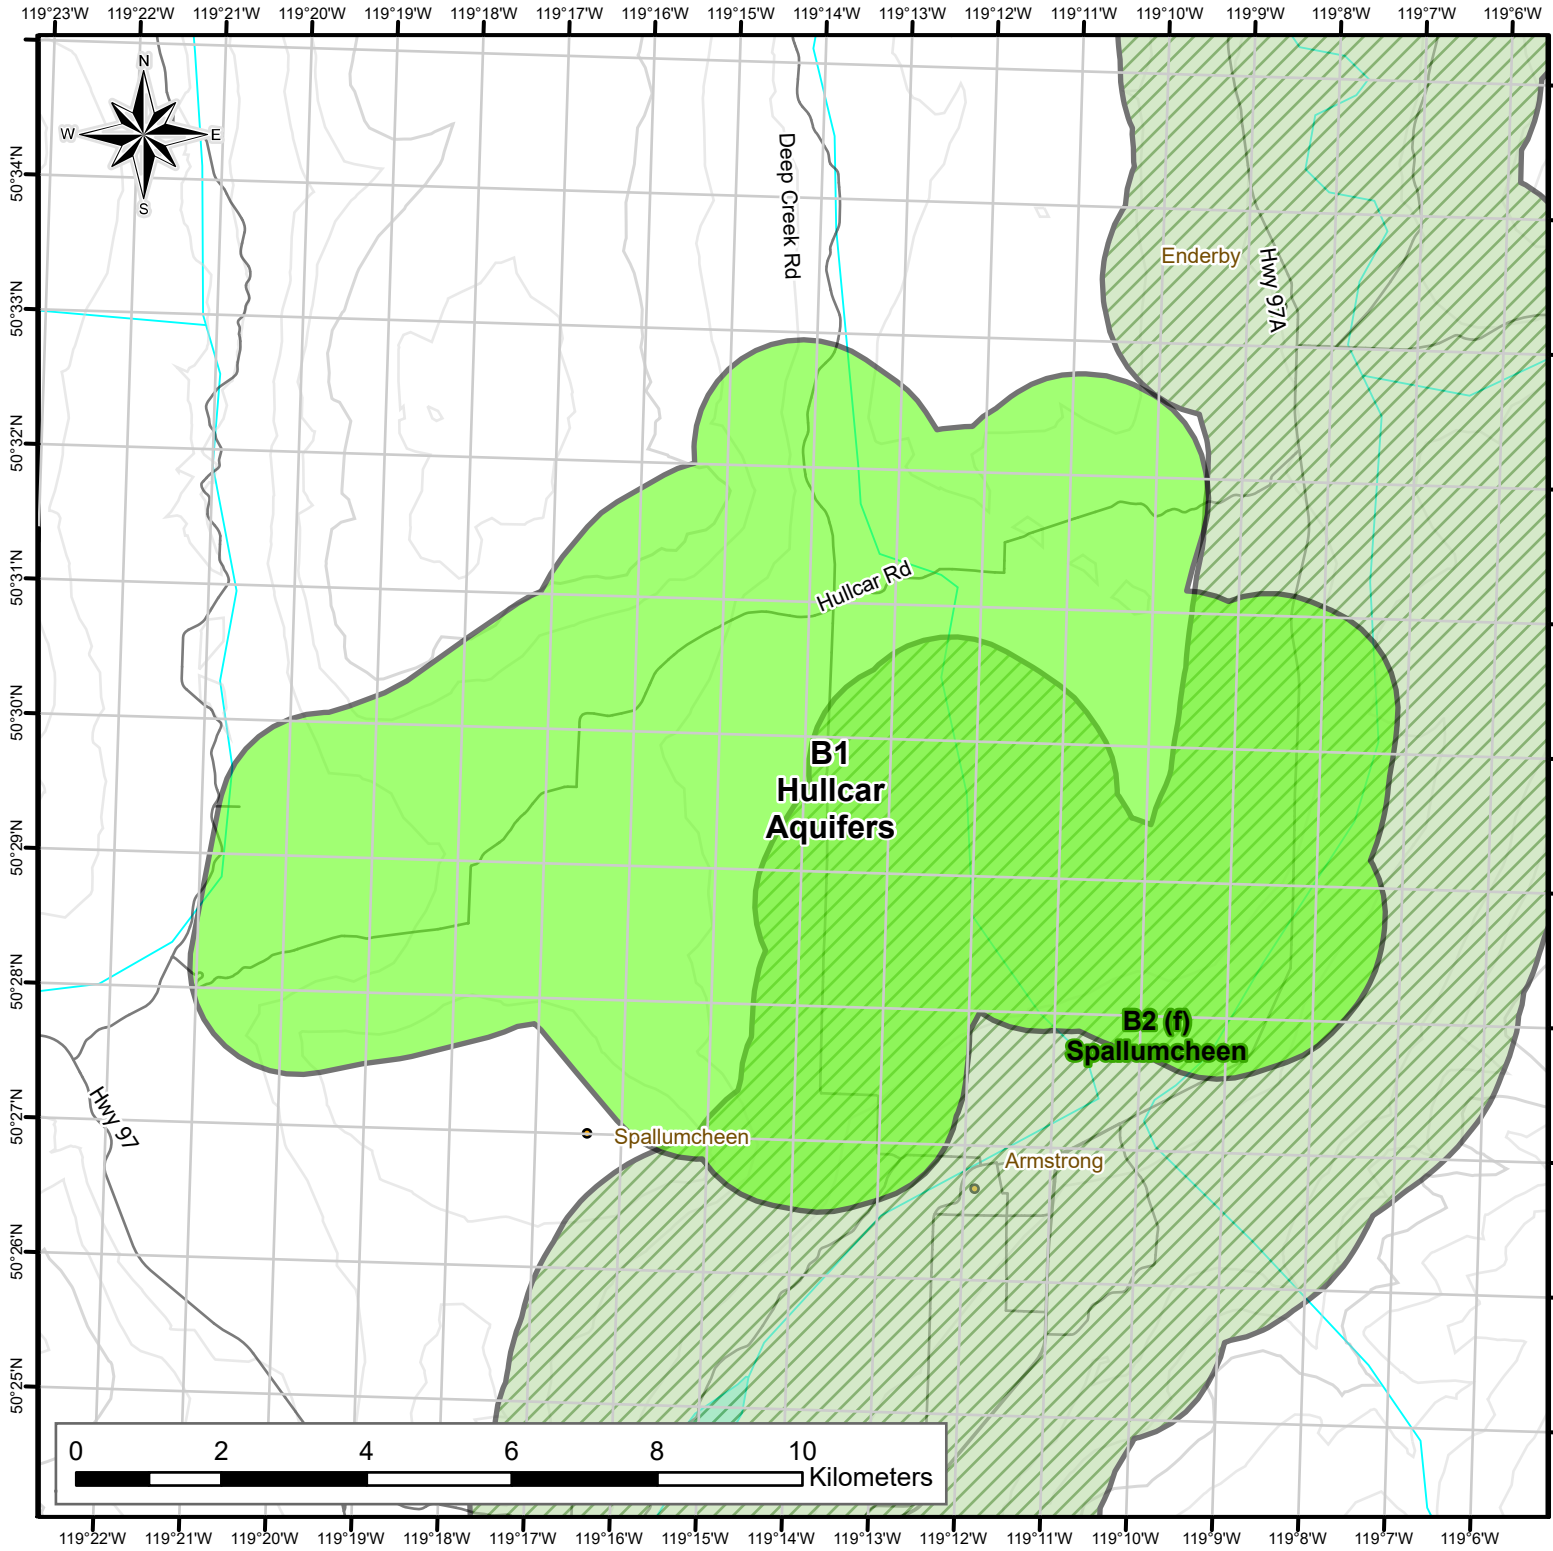 119°23'W 119°22'W 119°21'W 119°20'W 119°19'W 119°18'W 119°17'W 119°16'W 119°15'W 119°14'W 119°13'W 119°12'W 119°11'W 119°10'W 119°9'W 119°8'W 119°7'W 119°6'W
N
W
E
S
50°34'N
50°33'N
50°32'N
50°31'N
50°30'N
50°29'N
50°28'N
50°27'N
50°26'N
50°25'N
Deep Creek Rd
Enderby
Hwy 97A
Hullcar Rd
B1
Hullcar
Aquifers
B2 (f)
Spallumcheen
Hwy 97
Spallumcheen
Armstrong
0 2 4 6 8 10
Kilometers
119°22'W 119°21'W 119°20'W 119°19'W 119°18'W 119°17'W 119°16'W 119°15'W 119°14'W 119°13'W 119°12'W 119°11'W 119°10'W 119°9'W 119°8'W 119°7'W 119°6'W